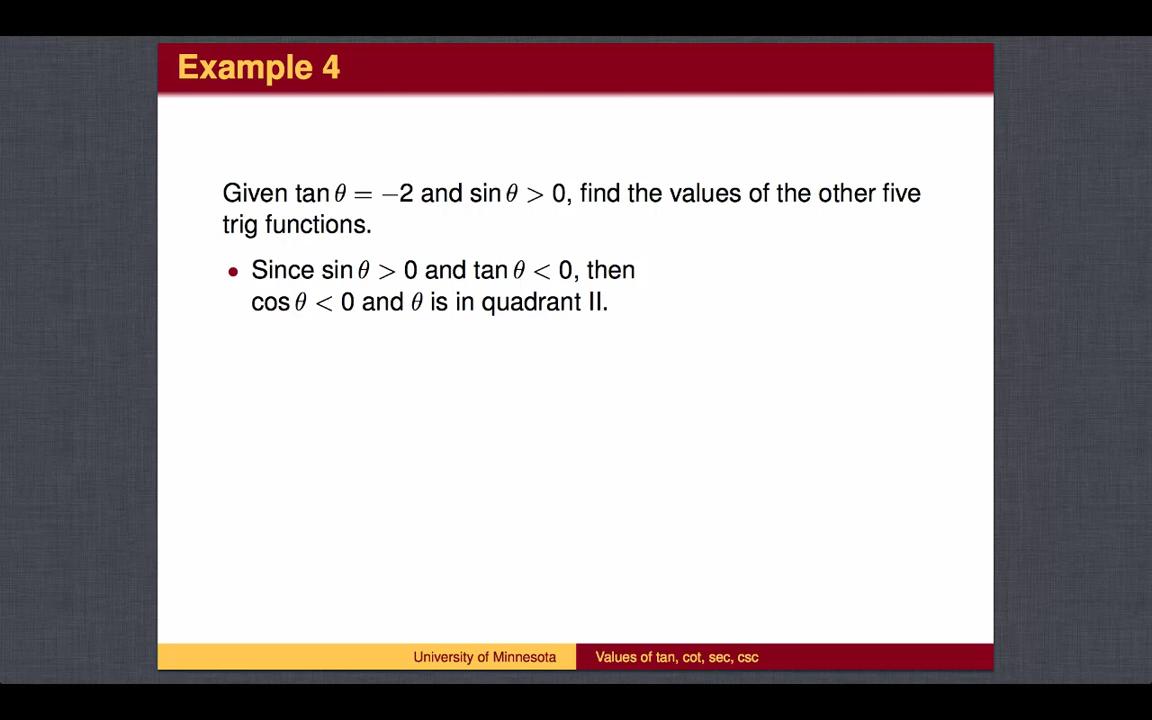 Example 4
Given tan θ = −2 and sin θ > 0, find the values of the other five
trig functions.
• Since sin θ > 0 and tan θ < 0, then
cos θ < 0 and θ is in quadrant II.
University of Minnesota
Values of tan, cot, sec, csc